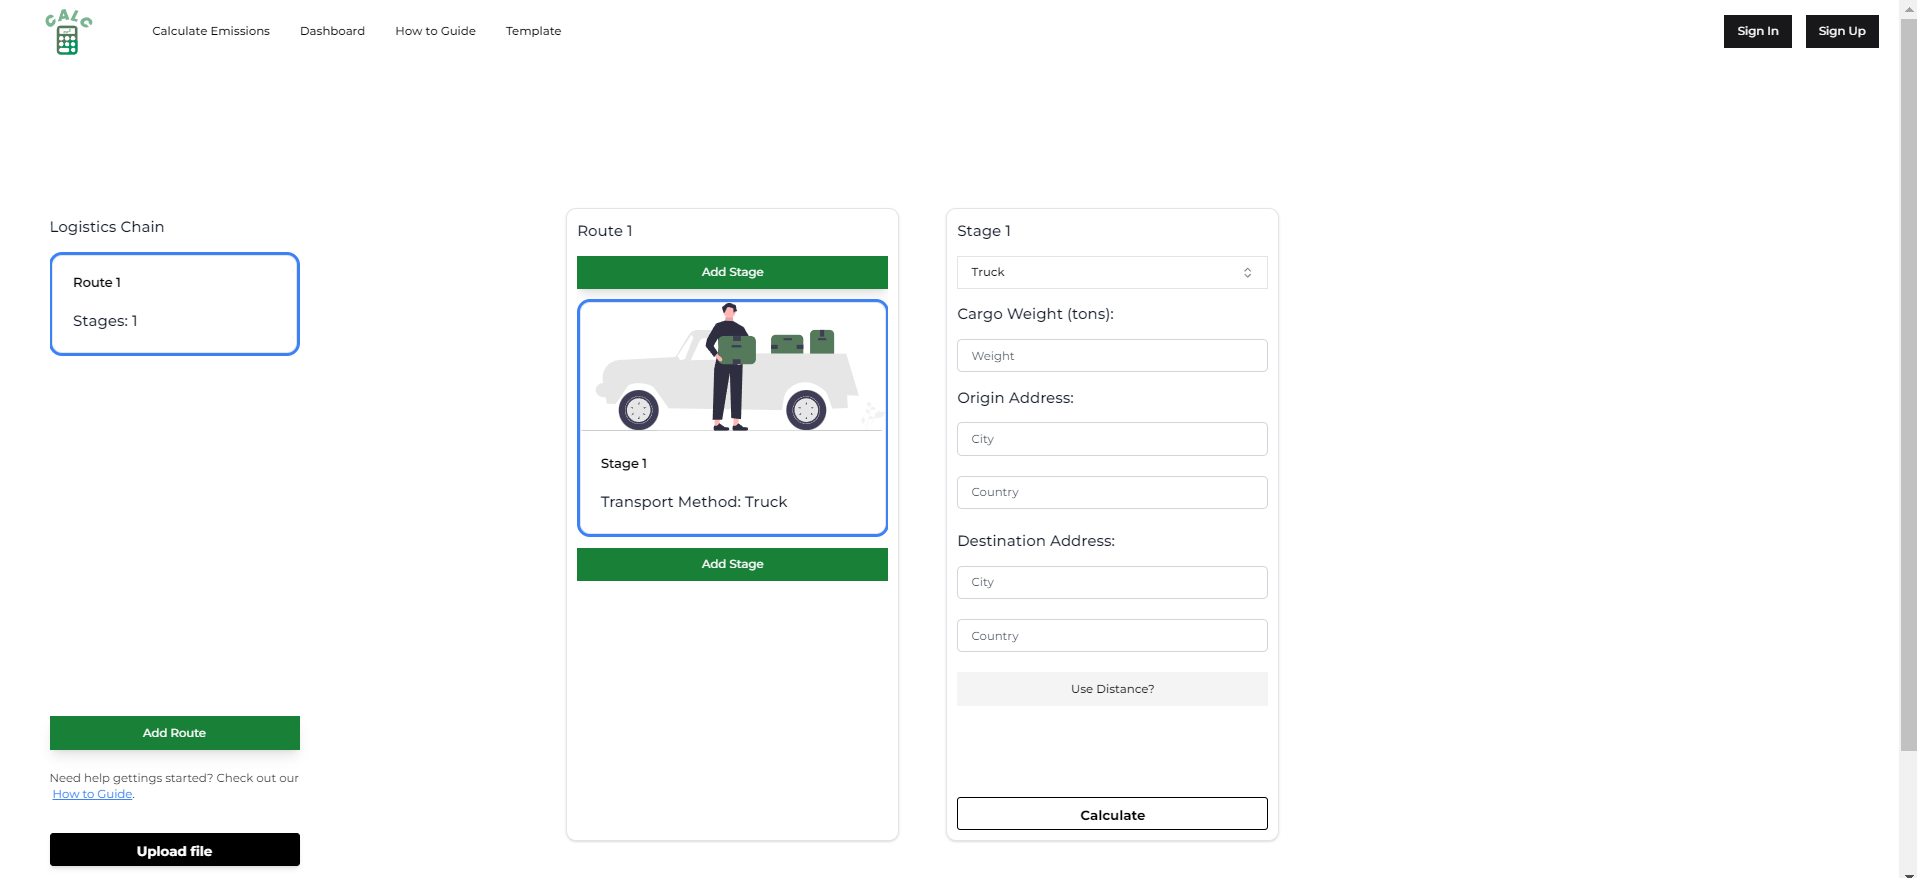 CALC
Calculate Emissions
Dashboard
How to Guide
Template
Sign In
Sign Up
Logistics Chain
Route 1
Stages: 1
Add Route
Need help gettings started? Check out our
How to Guide.
Upload file
Route 1
Add Stage
Stage 1
Transport Method: Truck
Add Stage
Stage 1
Truck
Cargo Weight (tons):
Weight
Origin Address:
City
Country
Destination Address:
City
Country
Use Distance?
Calculate